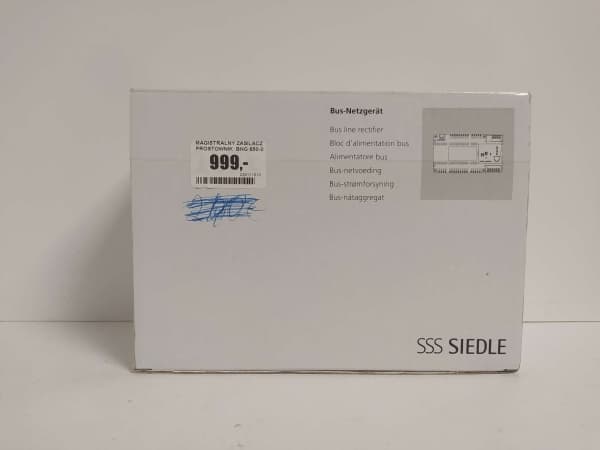 Bus-Netzgerät
Bus line rectifier
Bloc d'alimentation bus
Alimentatore bus
Bus-netvoeding
Bus-strømforsyning
Bus-nätaggregat
MAGISTRALNY ZASILACZ
PROSTOWNIK, BNG 650-0
999,-
SSS SIEDLE